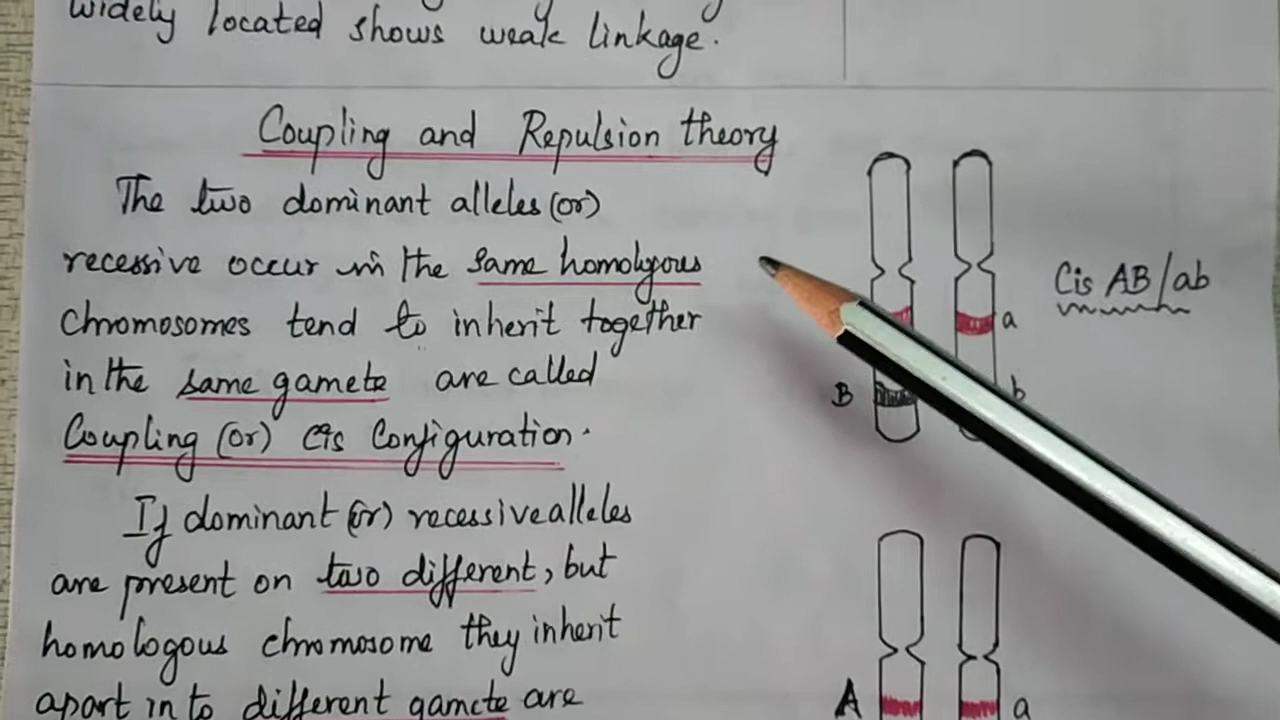 widely located shows weak linkage.
Coupling and Repulsion theory
The two dominant alleles (or)
recessive occur in the same homolgous
chromosomes tend to inherit together
in the same gamete are called
Coupling (or) Cis Configuration.
If dominant (or) recessive alleles
are present on two different, but
homologous chromosome they inherit
apart in to different gamete are
Cis AB/ab
a
B
b
A
a